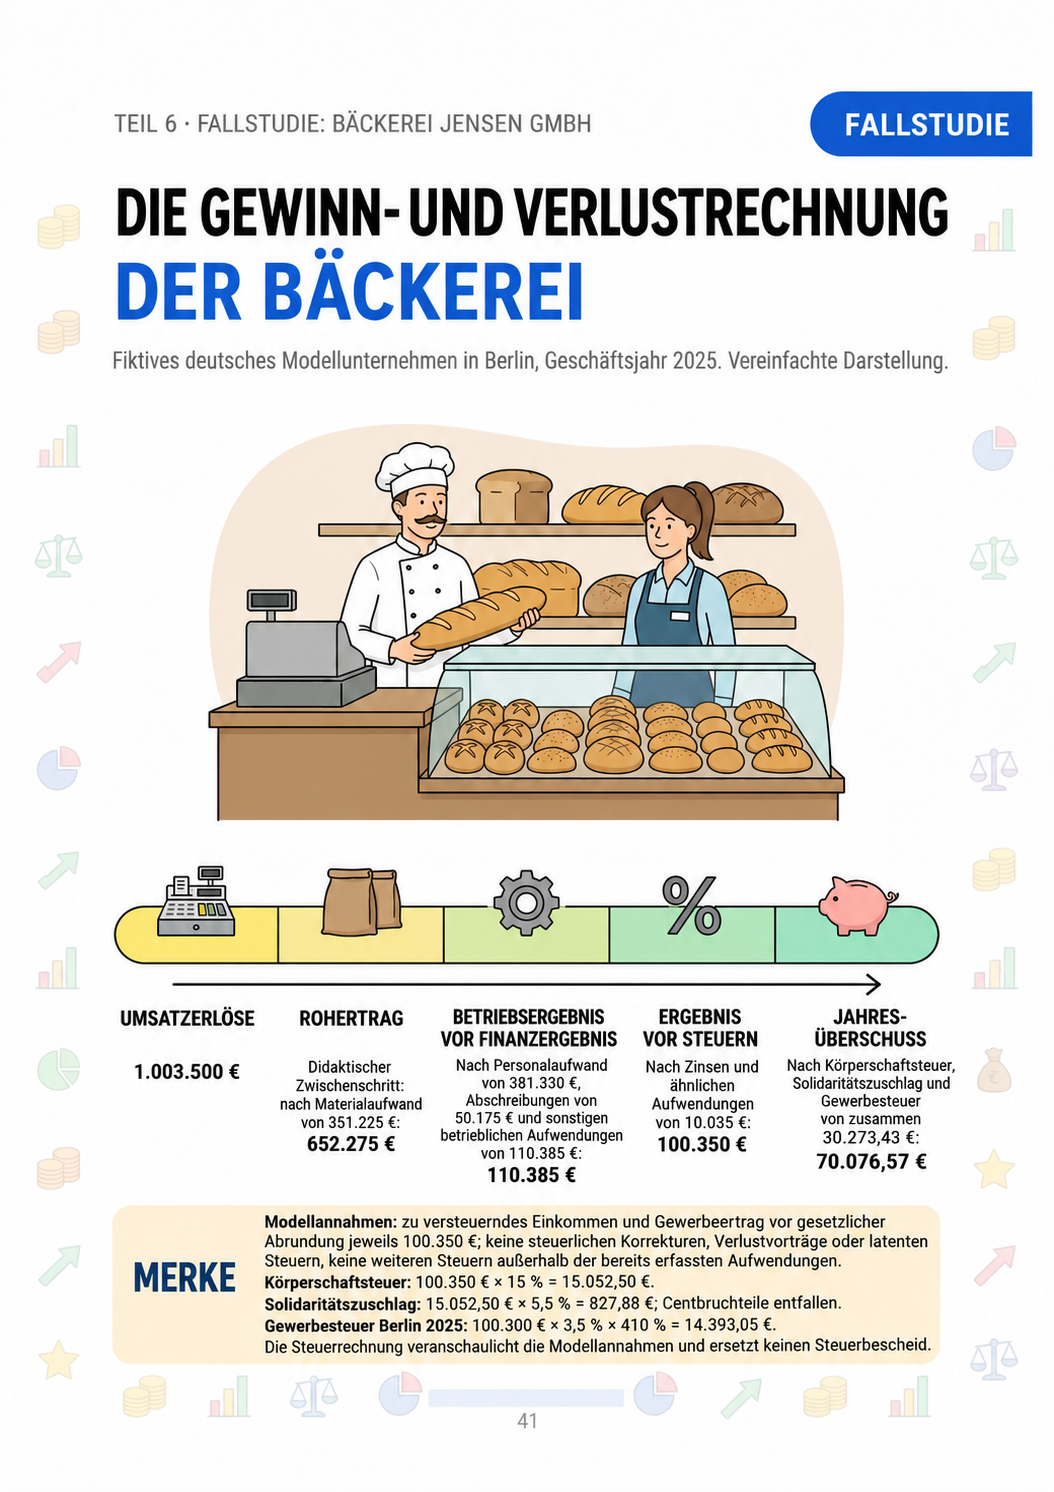 TEIL 6 · FALLSTUDIE: BÄCKEREI JENSEN GMBH
FALLSTUDIE
DIE GEWINN- UND VERLUSTRECHNUNG
DER BÄCKEREI
Fiktives deutsches Modellunternehmen in Berlin, Geschäftsjahr 2025. Vereinfachte Darstellung.
%
UMSATZERLÖSE
1.003.500 €
ROHERTRAG
Didaktischer
Zwischenschritt:
nach Materialaufwand
von 351.225 €:
652.275 €
BETRIEBSERGEBNIS
VOR FINANZERGEBNIS
Nach Personalaufwand
von 381.330 €,
Abschreibungen von
50.175 € und sonstigen
betrieblichen Aufwendungen
von 110.385 €:
110.385 €
ERGEBNIS
VOR STEUERN
Nach Zinsen und
ähnlichen
Aufwendungen
von 10.035 €:
100.350 €
JAHRES-
ÜBERSCHUSS
Nach Körperschaftsteuer,
Solidaritätszuschlag und
Gewerbesteuer
von zusammen
30.273,43 €:
70.076,57 €
MERKE
Modellannahmen: zu versteuerndes Einkommen und Gewerbeertrag vor gesetzlicher
Abrundung jeweils 100.350 €; keine steuerlichen Korrekturen, Verlustvorträge oder latenten
Steuern, keine weiteren Steuern außerhalb der bereits erfassten Aufwendungen.
Körperschaftsteuer: 100.350 € × 15 % = 15.052,50 €.
Solidaritätszuschlag: 15.052,50 € × 5,5 % = 827,88 €; Centbruchteile entfallen.
Gewerbesteuer Berlin 2025: 100.300 € × 3,5 % × 410 % = 14.393,05 €.
Die Steuerrechnung veranschaulicht die Modellannahmen und ersetzt keinen Steuerbescheid.
€
41